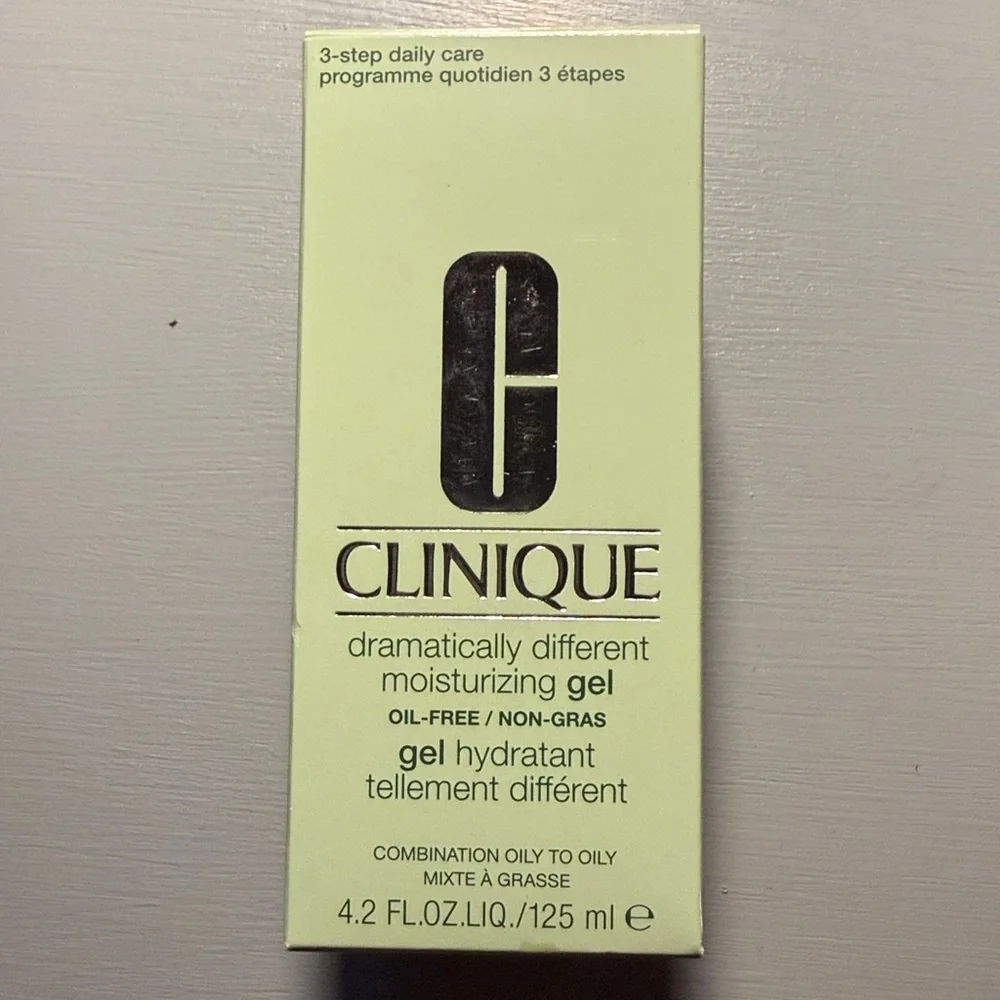 3-step daily care
programme quotidien 3 étapes
C
CLINIQUE
dramatically different
moisturizing gel
OIL-FREE / NON-GRAS
gel hydratant
tellement différent
COMBINATION OILY TO OILY
MIXTE À GRASSE
4.2 FL.OZ.LIQ./125 ml ℮